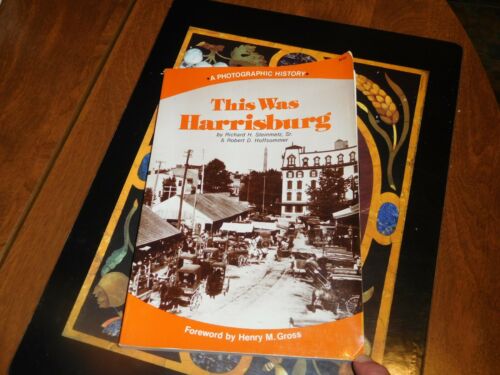 A PHOTOGRAPHIC HISTORY
This Was
Harrisburg
by Richard H. Steinmetz, Sr.
& Robert D. Hoffsommer
Foreword by Henry M. Gross